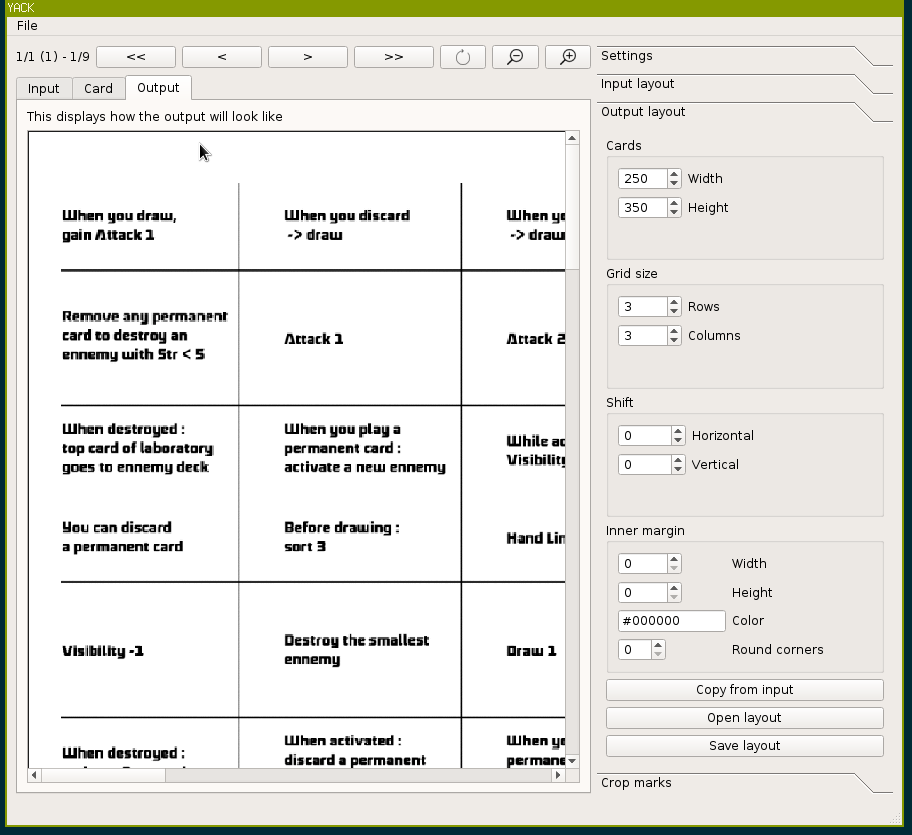 YACK
File
1/1 (1) - 1/9
<<
<
>
>>
Input
Card
Output
This displays how the output will look like
When you draw,
gain Attack 1
When you discard
-> draw
When yo
-> draw
Remove any permanent
card to destroy an
ennemy with Str < 5
Attack 1
Attack 2
When destroyed :
top card of laboratory
goes to ennemy deck
When you play a
permanent card :
activate a new ennemy
While ac
Visibility
You can discard
a permanent card
Before drawing :
sort 3
Hand Lim
Visibility -1
Destroy the smallest
ennemy
Draw 1
When destroyed :
When activated :
discard a permanent
When yo
permane
Settings
Input layout
Output layout
Cards
250 Width
350 Height
Grid size
3 Rows
3 Columns
Shift
0 Horizontal
0 Vertical
Inner margin
0 Width
0 Height
#000000 Color
0 Round corners
Copy from input
Open layout
Save layout
Crop marks